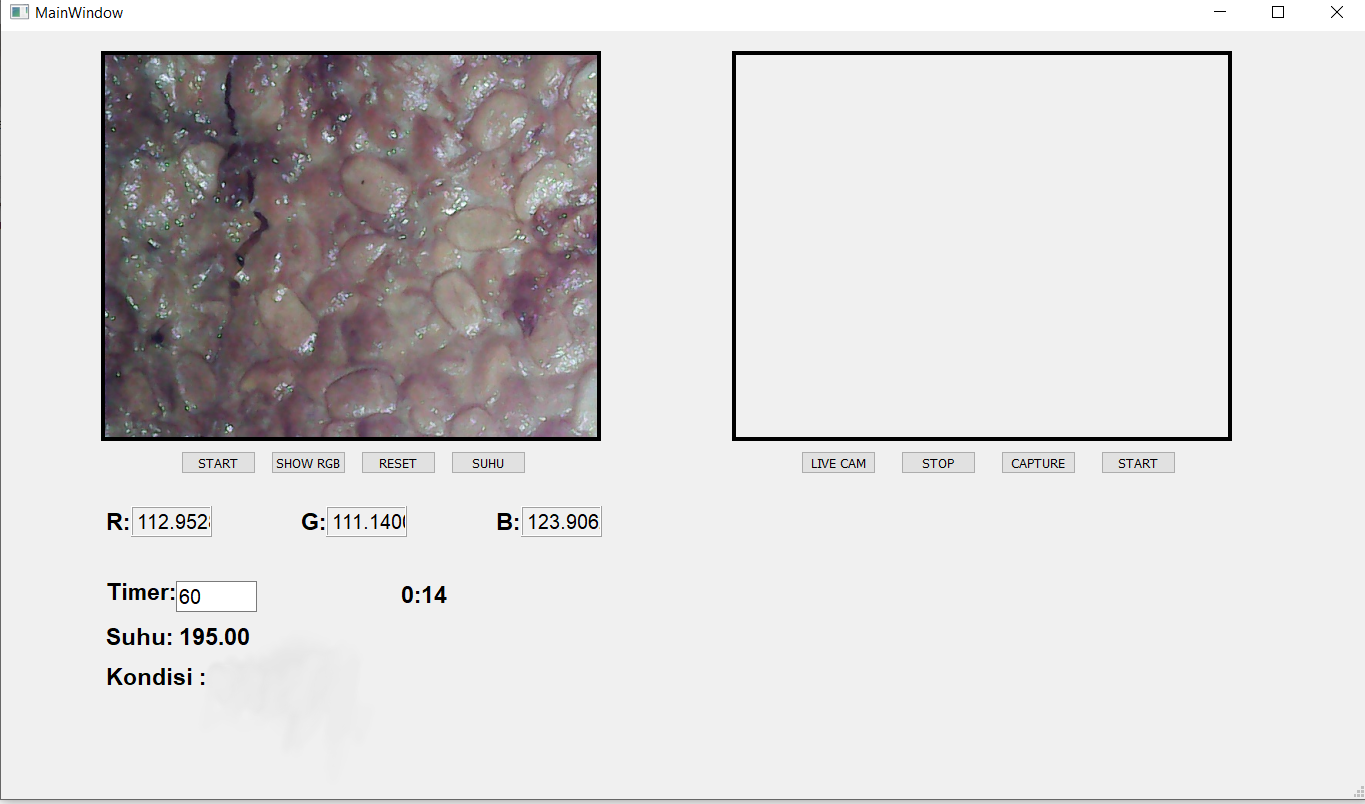 MainWindow
START SHOW RGB RESET SUHU
LIVE CAM STOP CAPTURE START
R: 112.952 G: 111.140 B: 123.906
Timer: 60 0:14
Suhu: 195.00
Kondisi :